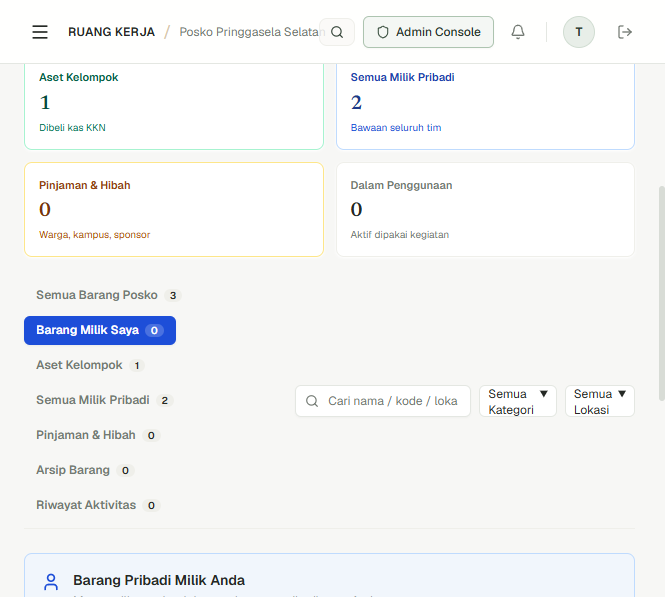 RUANG KERJA / Posko Pringgasela Selatan
Admin Console
T
Aset Kelompok
1
Dibeli kas KKN
Semua Milik Pribadi
2
Bawaan seluruh tim
Pinjaman & Hibah
0
Warga, kampus, sponsor
Dalam Penggunaan
0
Aktif dipakai kegiatan
Semua Barang Posko 3
Barang Milik Saya 0
Aset Kelompok 1
Semua Milik Pribadi 2
Cari nama / kode / loka
Semua Kategori
Semua Lokasi
Pinjaman & Hibah 0
Arsip Barang 0
Riwayat Aktivitas 0
Barang Pribadi Milik Anda